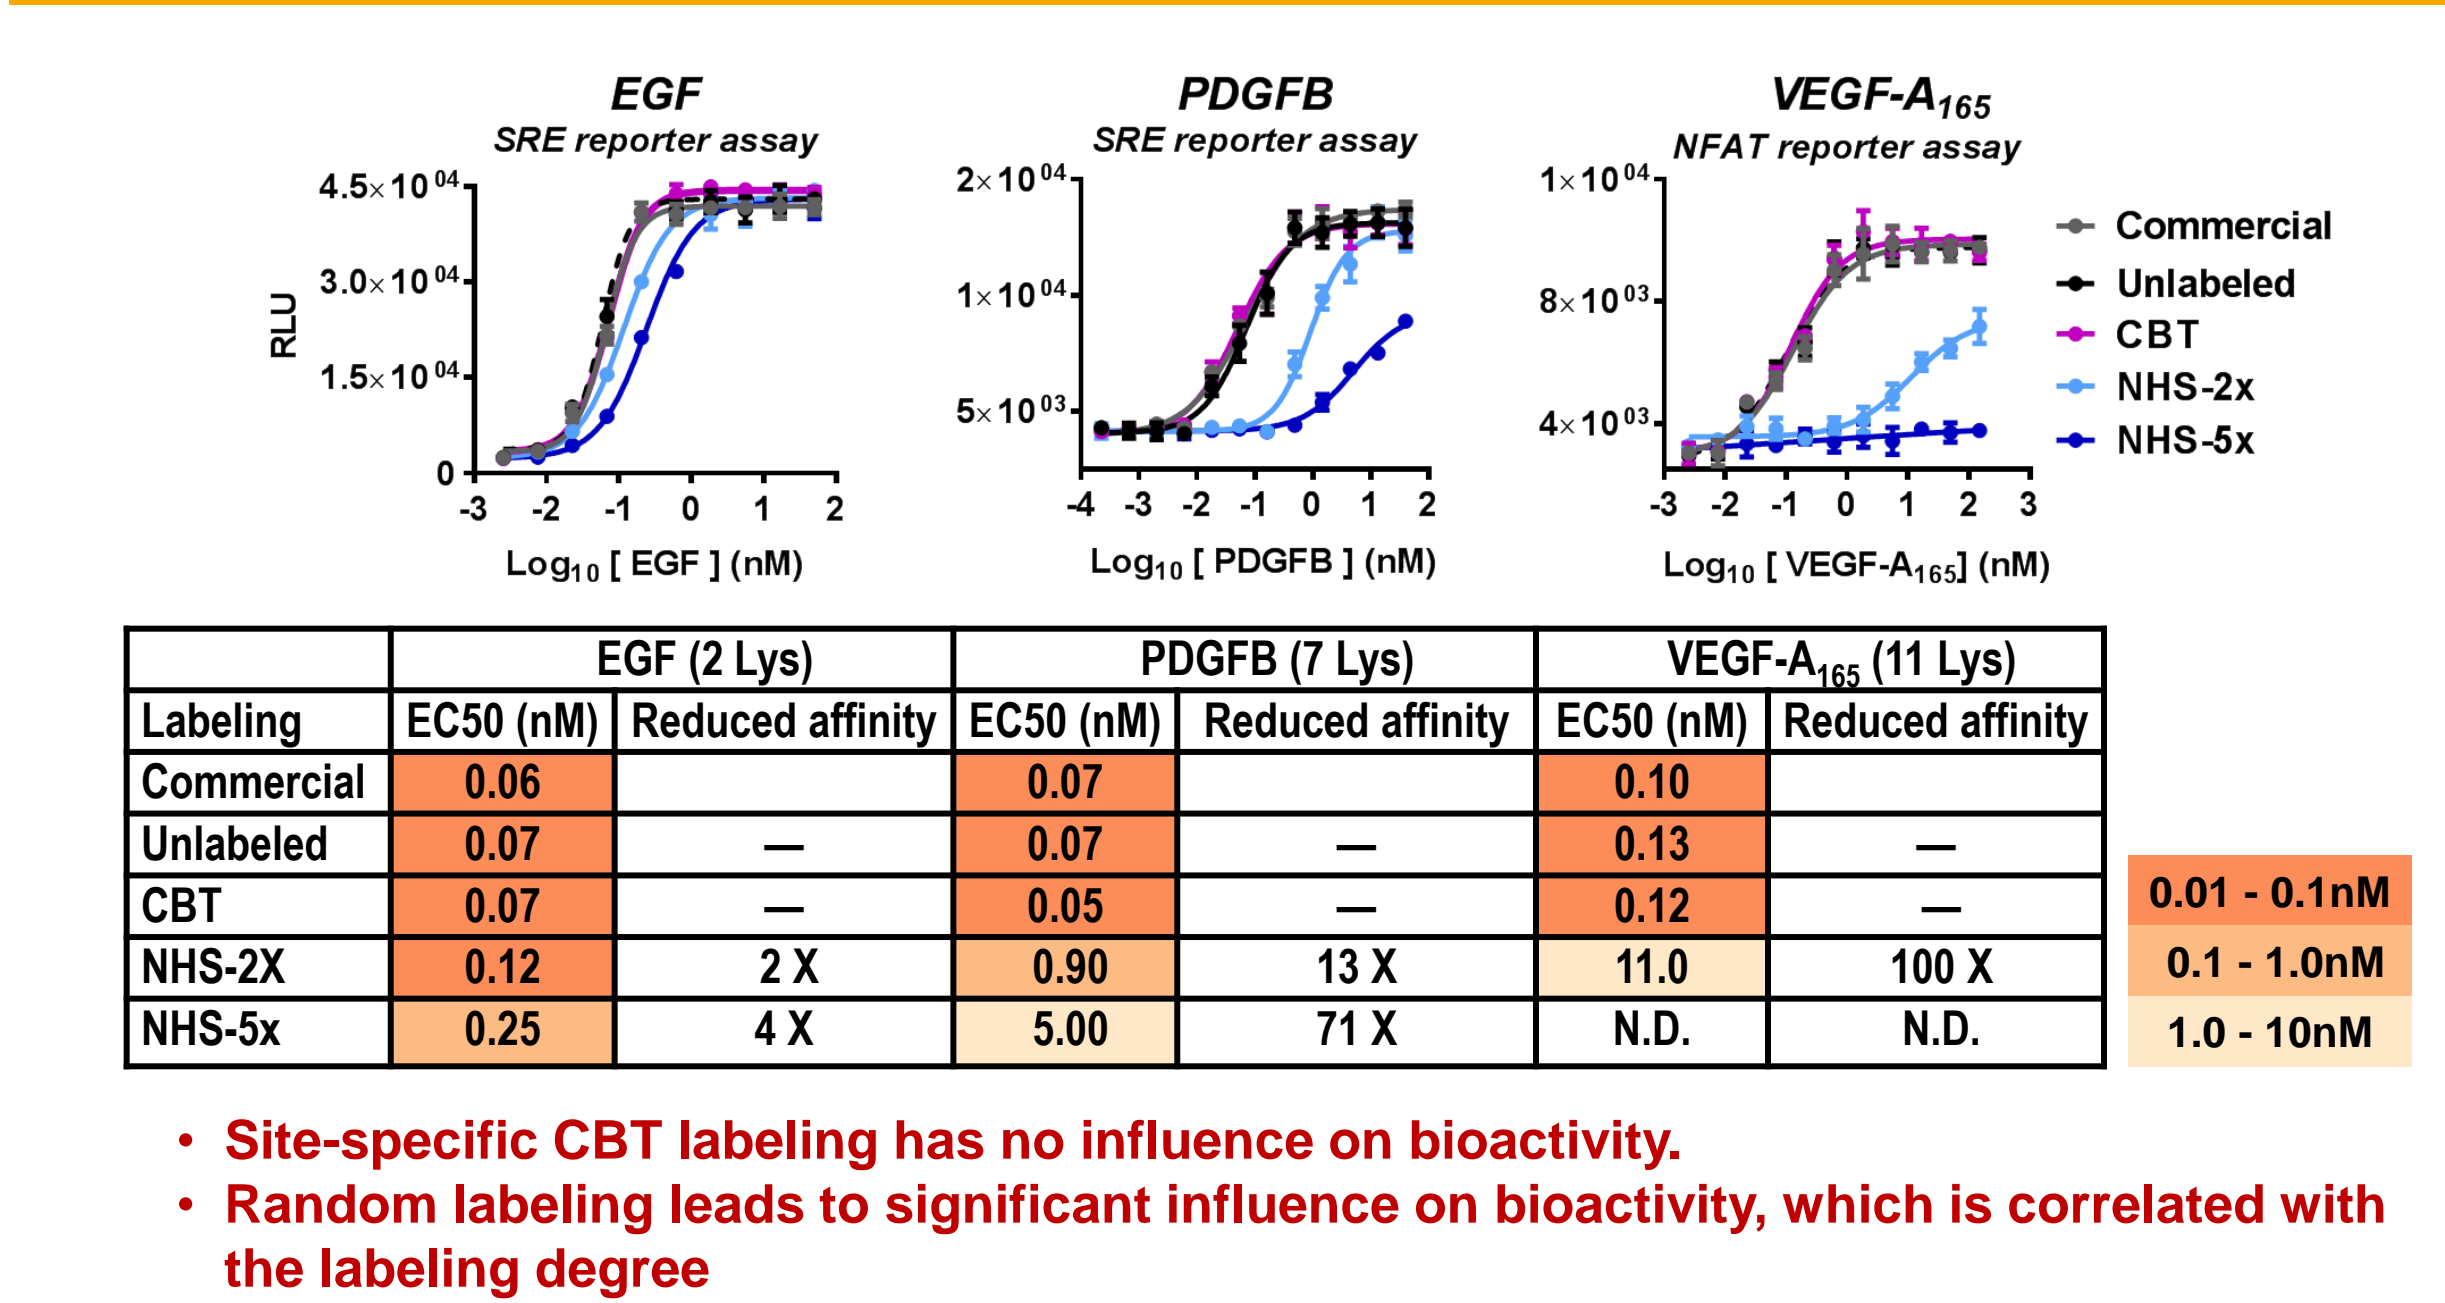 EGF
SRE reporter assay
4.5×10⁰⁴
3.0×10⁰⁴
1.5×10⁰⁴
0
RLU
-3 -2 -1 0 1 2
Log₁₀ [ EGF ] (nM)
PDGFB
SRE reporter assay
2×10⁰⁴
1×10⁰⁴
5×10⁰³
-4 -3 -2 -1 0 1 2
Log₁₀ [ PDGFB ] (nM)
VEGF-A₁₆₅
NFAT reporter assay
1×10⁰⁴
8×10⁰³
4×10⁰³
-3 -2 -1 0 1 2 3
Log₁₀ [ VEGF-A₁₆₅] (nM)
Commercial
Unlabeled
CBT
NHS-2x
NHS-5x
EGF (2 Lys) PDGFB (7 Lys) VEGF-A₁₆₅ (11 Lys)
Labeling EC50 (nM) Reduced affinity EC50 (nM) Reduced affinity EC50 (nM) Reduced affinity
Commercial 0.06 0.07 0.10
Unlabeled 0.07 — 0.07 — 0.13 —
CBT 0.07 — 0.05 — 0.12 —
NHS-2X 0.12 2 X 0.90 13 X 11.0 100 X
NHS-5x 0.25 4 X 5.00 71 X N.D. N.D.
0.01 - 0.1nM
0.1 - 1.0nM
1.0 - 10nM
• Site-specific CBT labeling has no influence on bioactivity.
• Random labeling leads to significant influence on bioactivity, which is correlated with
the labeling degree